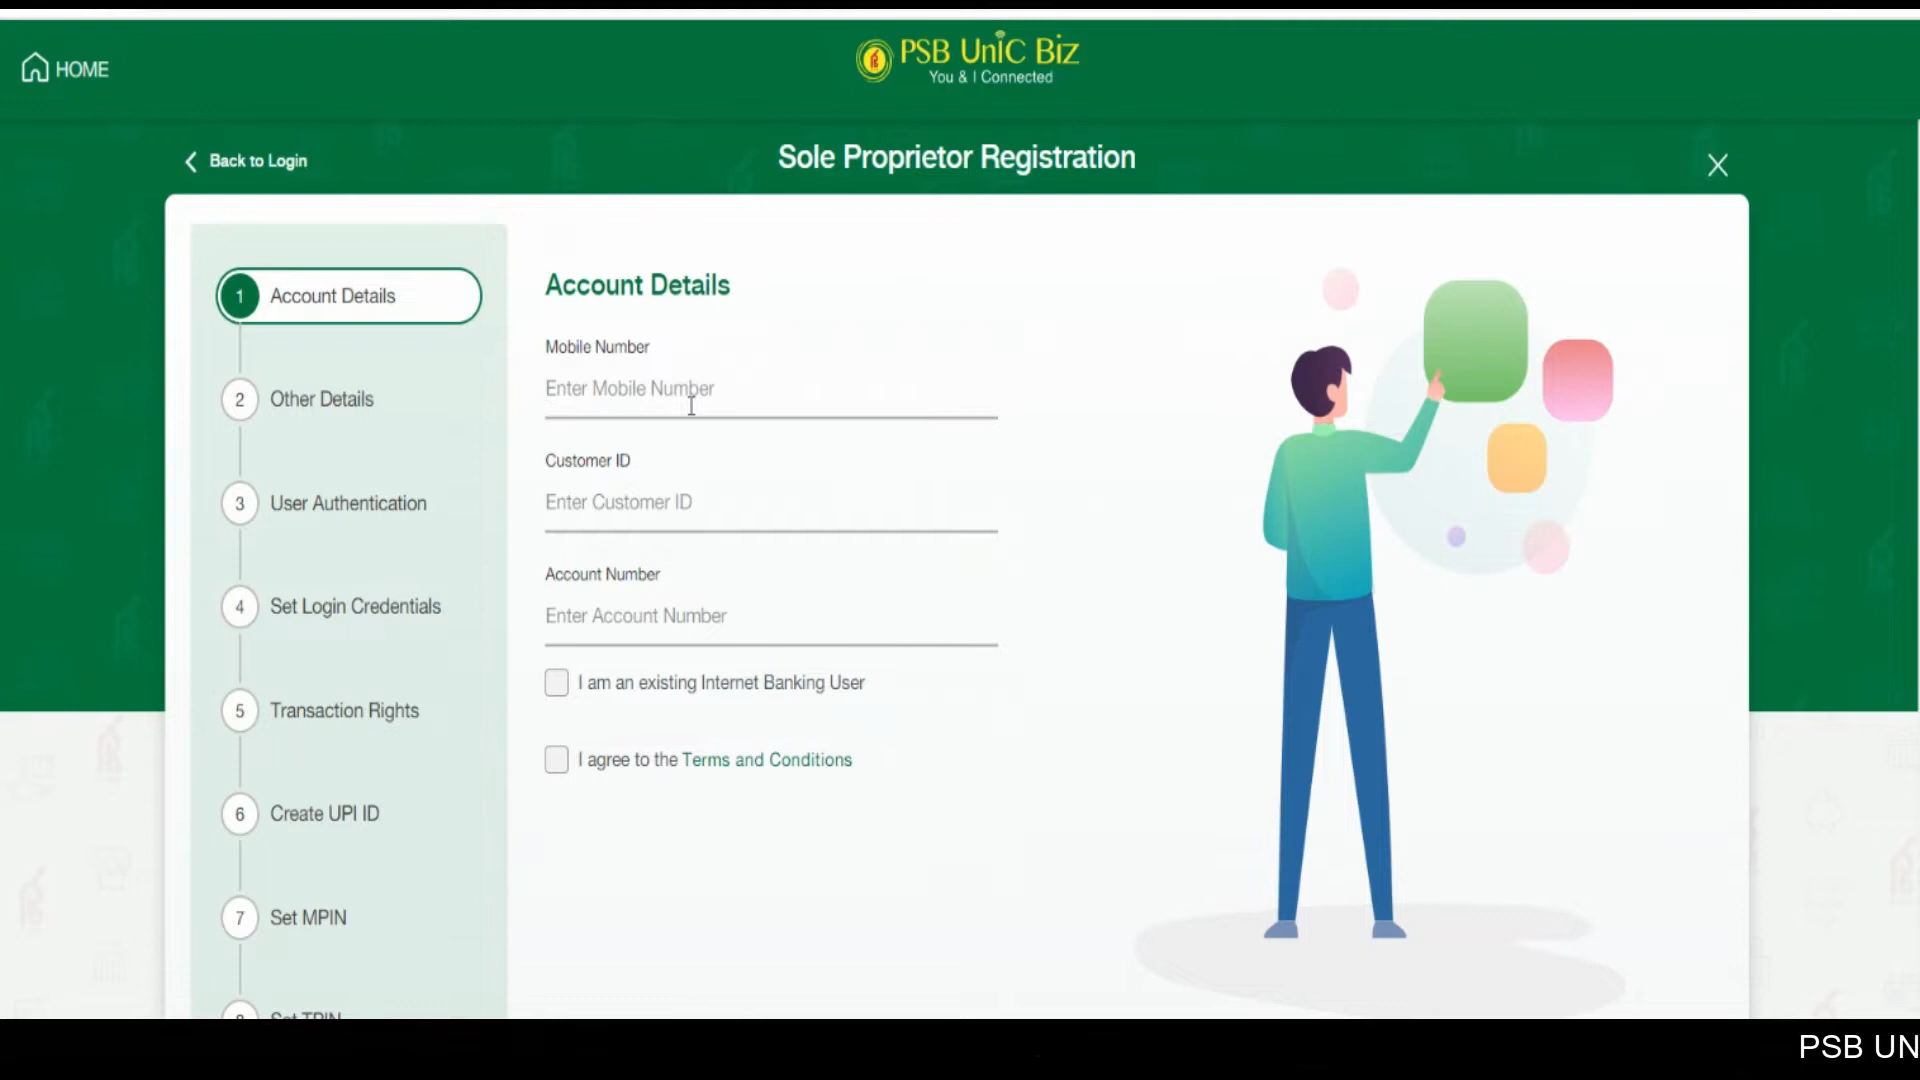 HOME
PSB UnIC Biz
You & I Connected
Back to Login
Sole Proprietor Registration
1 Account Details
2 Other Details
3 User Authentication
4 Set Login Credentials
5 Transaction Rights
6 Create UPI ID
7 Set MPIN
8 Set TPIN
Account Details
Mobile Number
Enter Mobile Number
Customer ID
Enter Customer ID
Account Number
Enter Account Number
I am an existing Internet Banking User
I agree to the Terms and Conditions
PSB UN